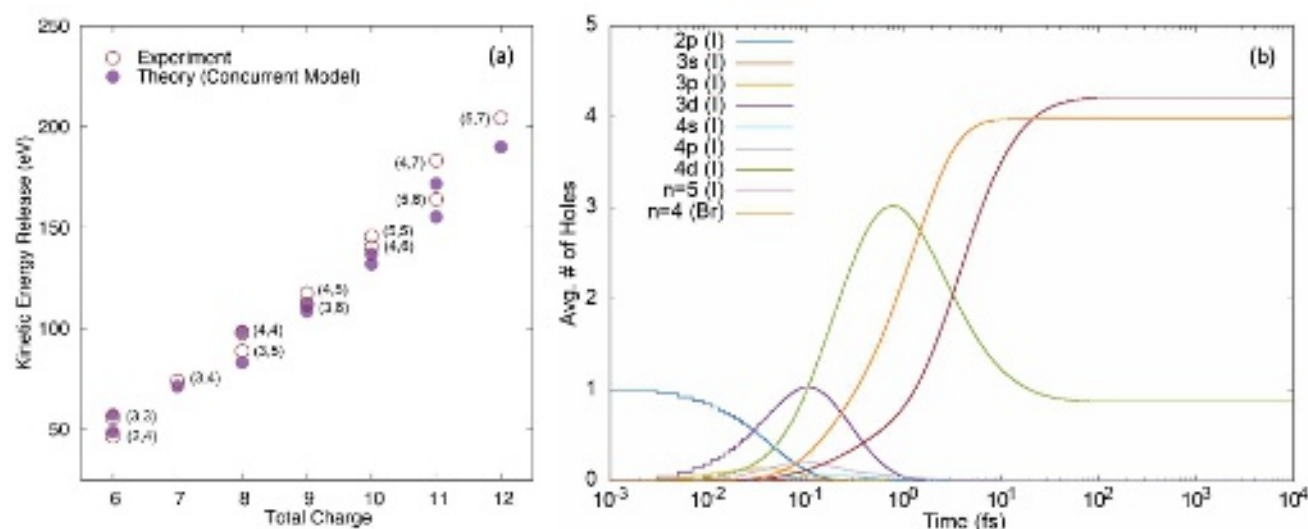 (a)
Experiment
Theory (Concurrent Model)
250
200
150
100
50
Kinetic Energy Release (eV)
(5,7)
(4,7)
(5,6)
(5,5)
(4,6)
(4,5)
(3,6)
(4,4)
(3,5)
(3,4)
(3,3)
(2,4)
6 7 8 9 10 11 12
Total Charge
(b)
2p (I)
3s (I)
3p (I)
3d (I)
4s (I)
4p (I)
4d (I)
n=5 (I)
n=4 (Br)
5
4
3
2
1
0
Avg. # of Holes
10-3 10-2 10-1 100 101 102 103 104
Time (fs)